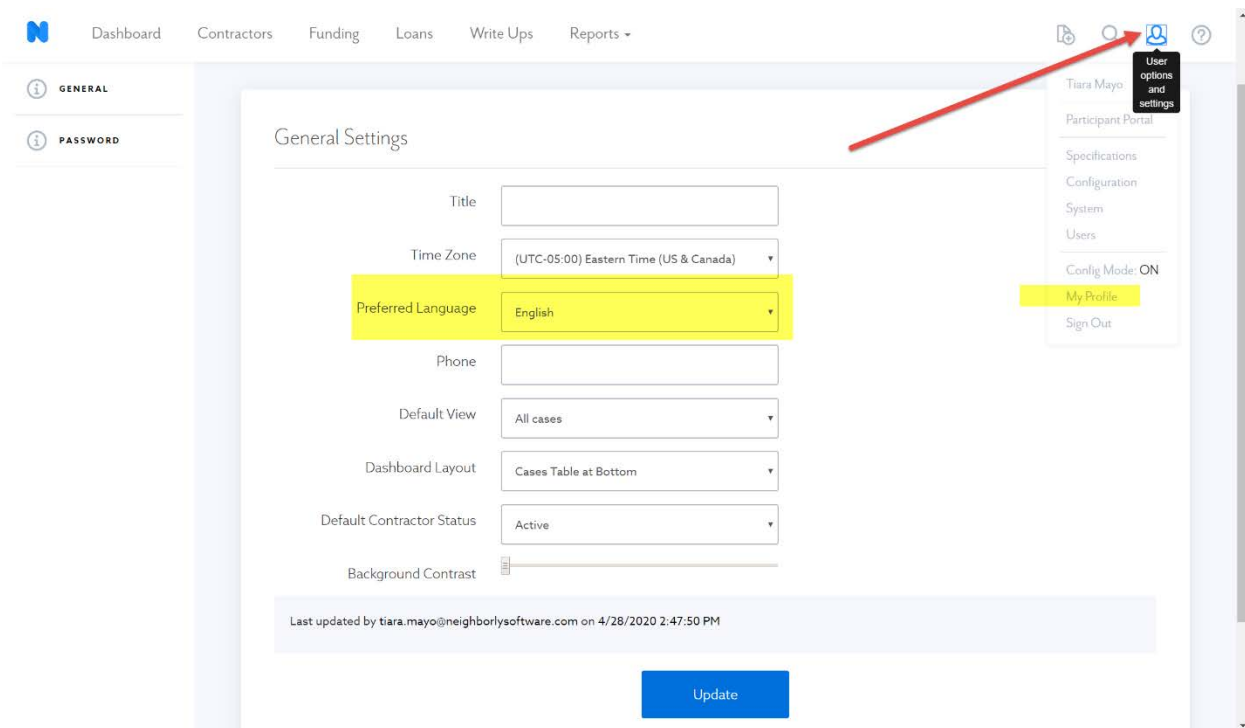 N
Dashboard Contractors Funding Loans Write Ups Reports
User options and settings
GENERAL
PASSWORD
Tiara Mayo
Participant Portal
Specifications
Configuration
System
Users
Config Mode: ON
My Profile
Sign Out
General Settings
Title
Time Zone (UTC-05:00) Eastern Time (US & Canada)
Preferred Language English
Phone
Default View All cases
Dashboard Layout Cases Table at Bottom
Default Contractor Status Active
Background Contrast
Last updated by tiara.mayo@neighborlysoftware.com on 4/28/2020 2:47:50 PM
Update